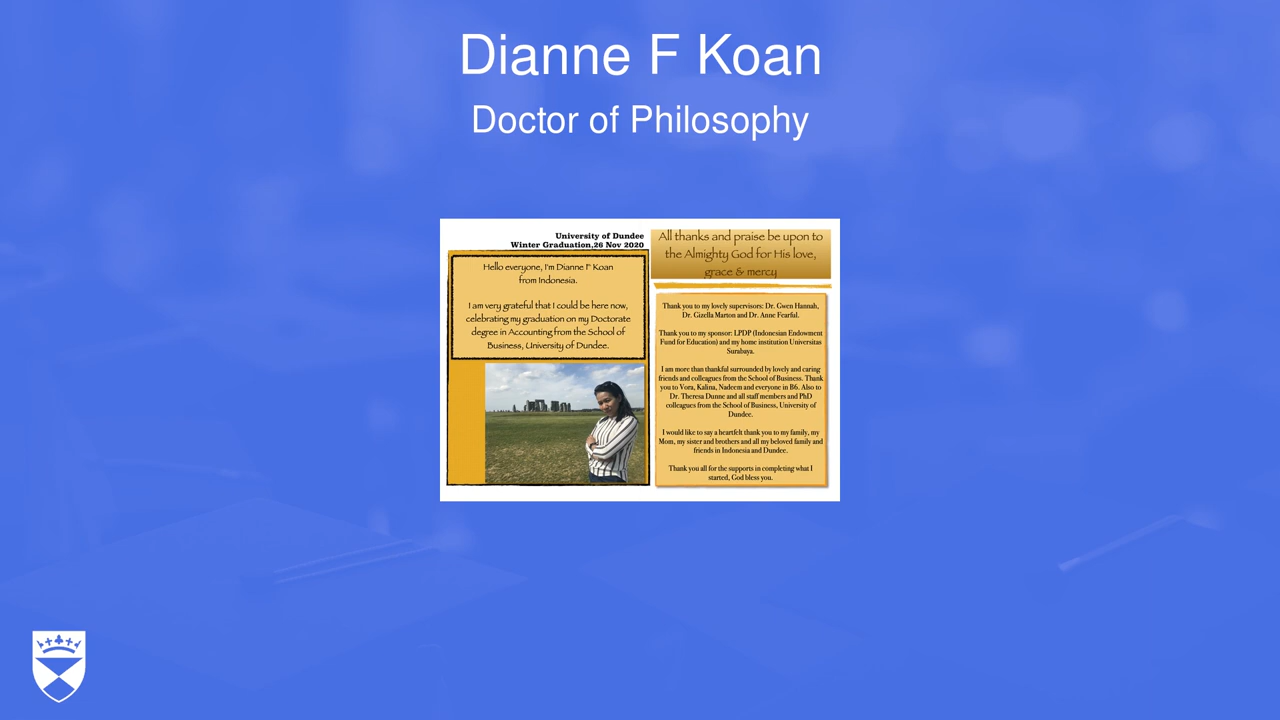 Dianne F Koan
Doctor of Philosophy
University of Dundee
Winter Graduation,26 Nov 2020
Hello everyone, I'm Dianne F Koan
from Indonesia.
I am very grateful that I could be here now,
celebrating my graduation on my Doctorate
degree in Accounting from the School of
Business, University of Dundee.
All thanks and praise be upon to
the Almighty God for His love,
grace & mercy
Thank you to my lovely supervisors: Dr. Gwen Hannah,
Dr. Gizella Marton and Dr. Anne Fearful.
Thank you to my sponsor: LPDP (Indonesian Endowment
Fund for Education) and my home institution Universitas
Surabaya.
I am more than thankful surrounded by lovely and caring
friends and colleagues from the School of Business. Thank
you to Vora, Kalina, Nadeem and everyone in B6. Also to
Dr. Theresa Dunne and all staff members and PhD
colleagues from the School of Business, University of
Dundee.
I would like to say a heartfelt thank you to my family, my
Mom, my sister and brothers and all my beloved family and
friends in Indonesia and Dundee.
Thank you all for the supports in completing what I
started, God bless you.